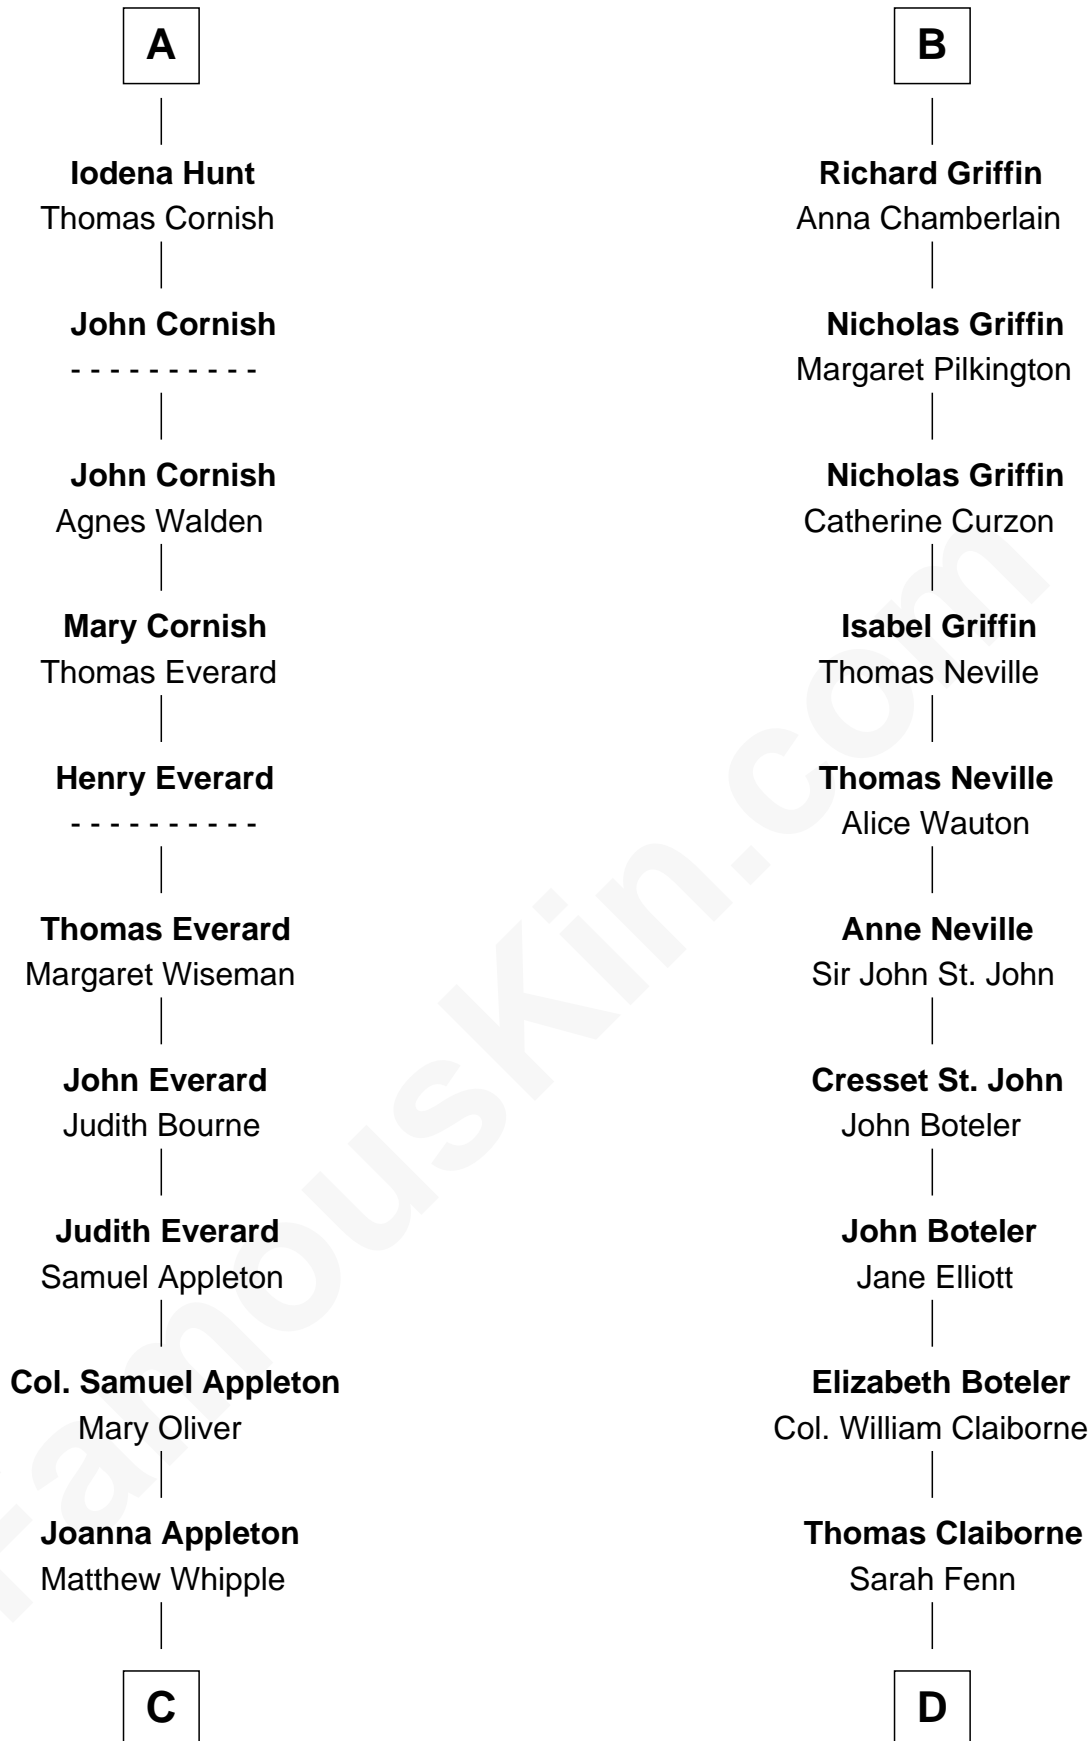 A
Iodena Hunt
Thomas Cornish
John Cornish
- - - - - - - - - -
John Cornish
Agnes Walden
Mary Cornish
Thomas Everard
Henry Everard
- - - - - - - - - -
Thomas Everard
Margaret Wiseman
John Everard
Judith Bourne
Judith Everard
Samuel Appleton
Col. Samuel Appleton
Mary Oliver
Joanna Appleton
Matthew Whipple
C
B
Richard Griffin
Anna Chamberlain
Nicholas Griffin
Margaret Pilkington
Nicholas Griffin
Catherine Curzon
Isabel Griffin
Thomas Neville
Thomas Neville
Alice Wauton
Anne Neville
Sir John St. John
Cresset St. John
John Boteler
John Boteler
Jane Elliott
Elizabeth Boteler
Col. William Claiborne
Thomas Claiborne
Sarah Fenn
D
FamousKin.com